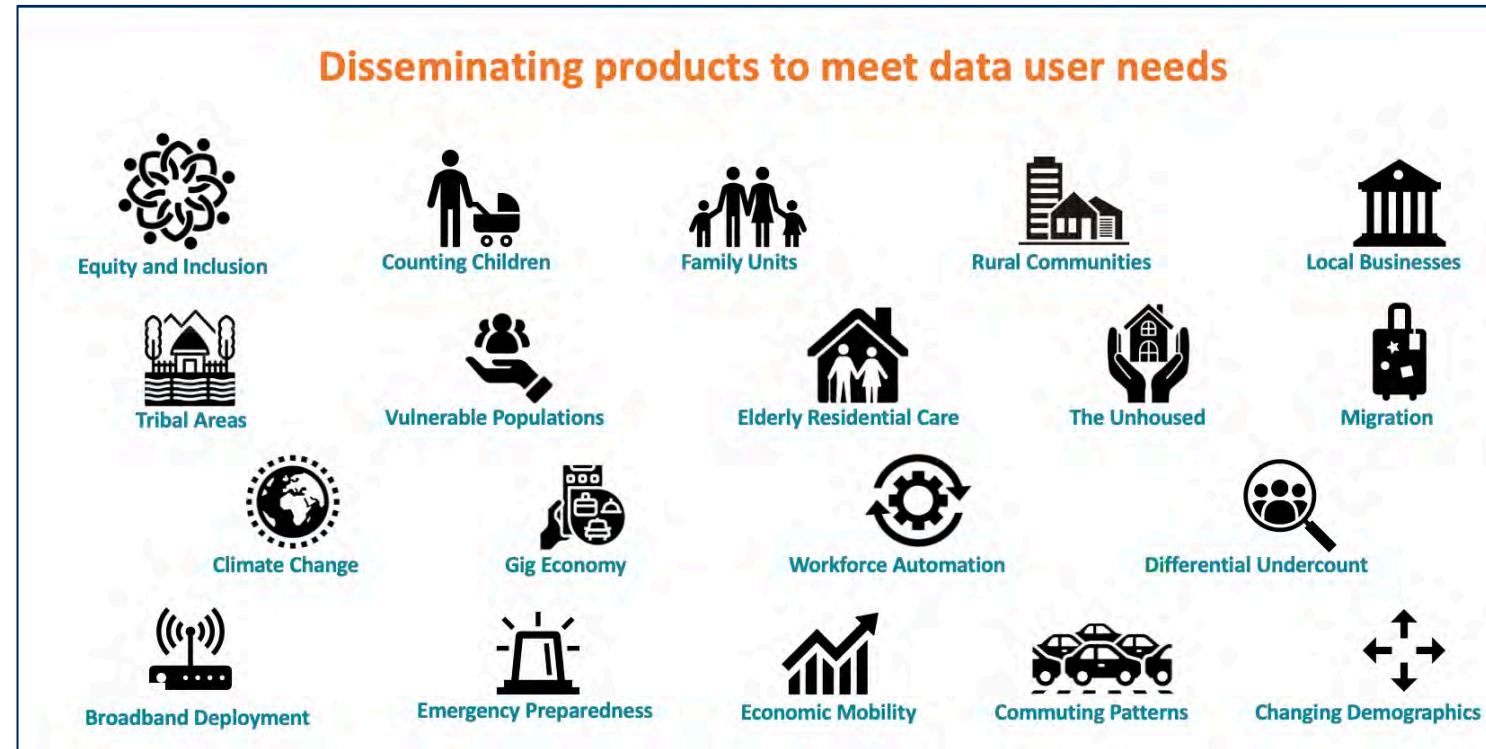 Disseminating products to meet data user needs
Equity and Inclusion
Counting Children
Family Units
Rural Communities
Local Businesses
Tribal Areas
Vulnerable Populations
Elderly Residential Care
The Unhoused
Migration
Climate Change
Gig Economy
Workforce Automation
Differential Undercount
Broadband Deployment
Emergency Preparedness
Economic Mobility
Commuting Patterns
Changing Demographics